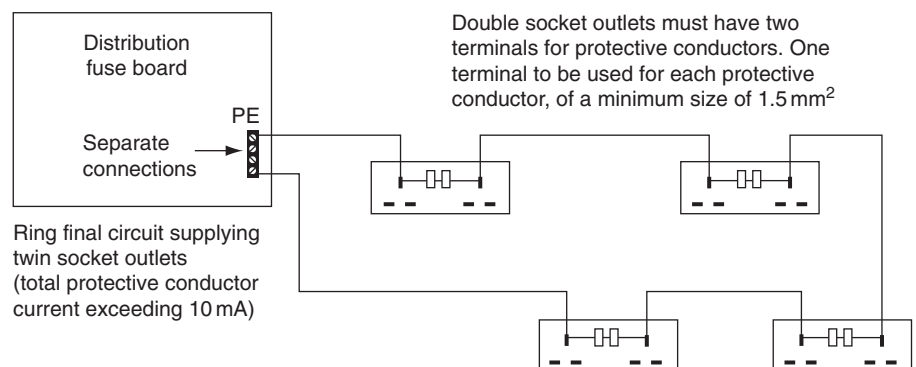 Distribution
fuse board
Double socket outlets must have two
terminals for protective conductors. One
terminal to be used for each protective
conductor, of a minimum size of 1.5 mm²
PE
Separate
connections
Ring final circuit supplying
twin socket outlets
(total protective conductor
current exceeding 10 mA)